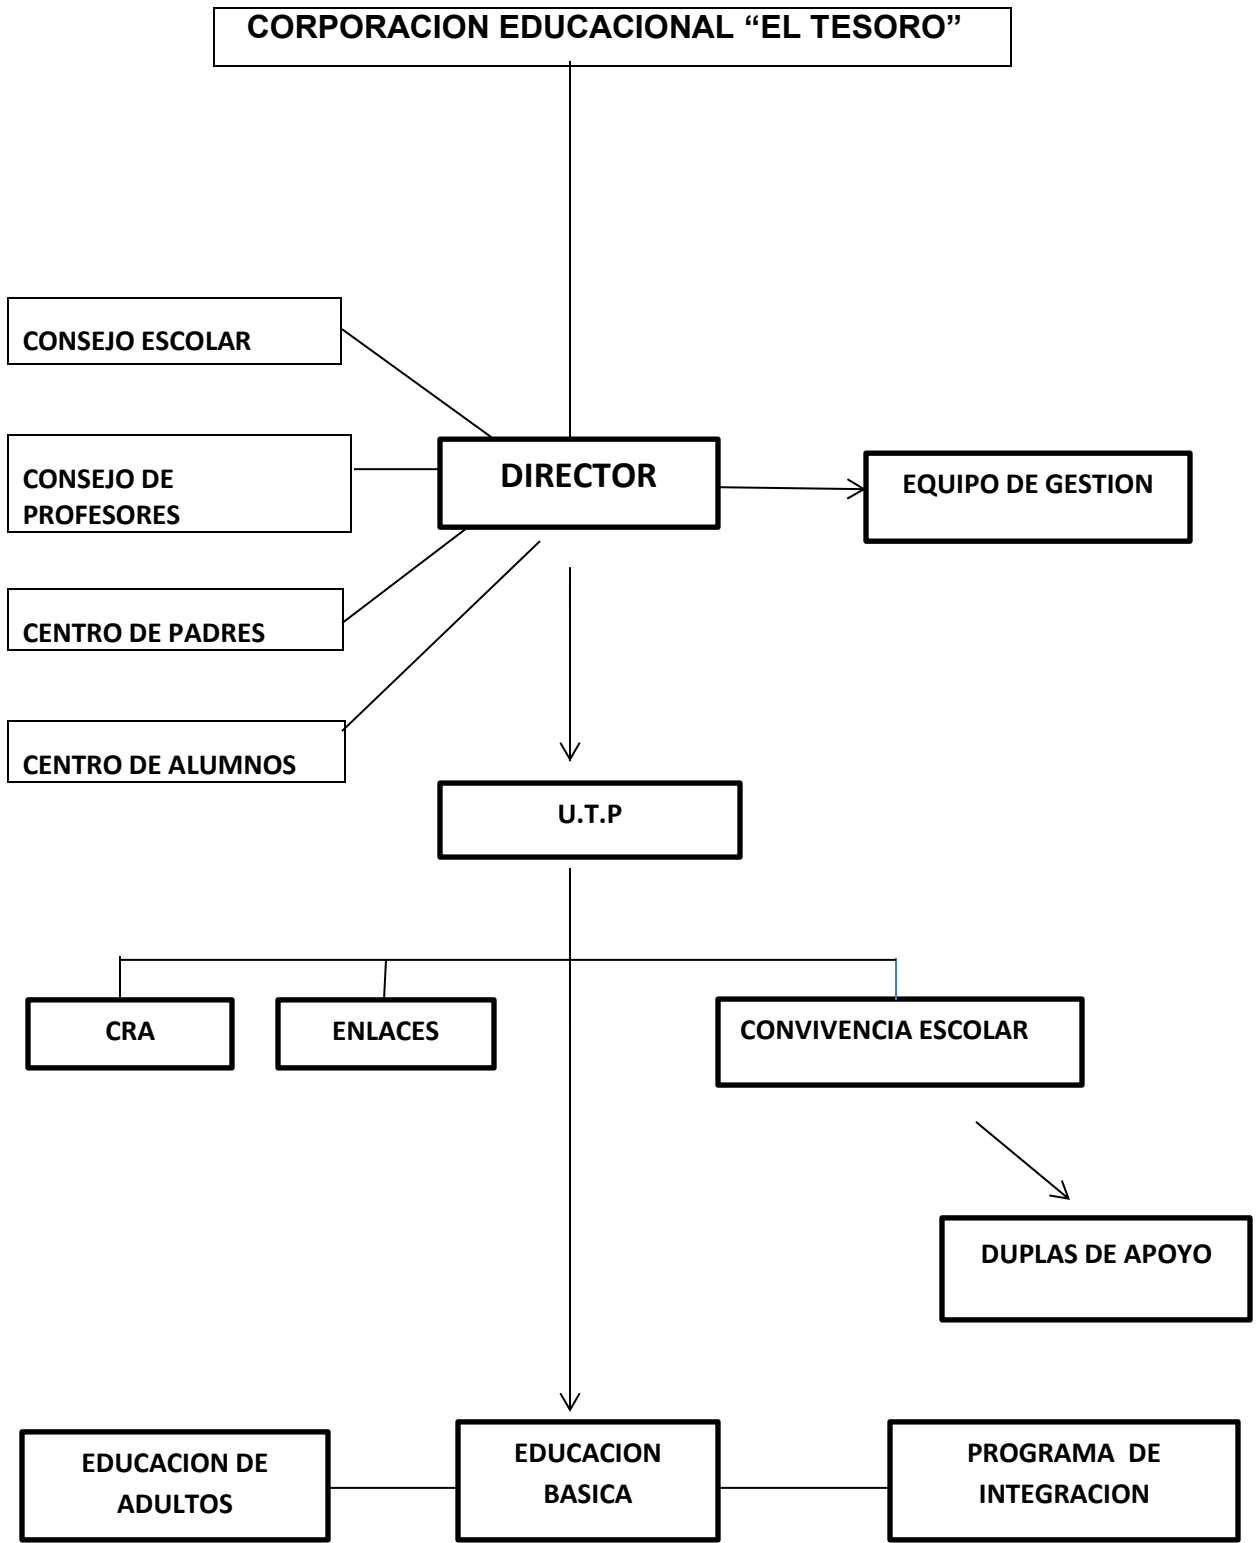 CORPORACION EDUCACIONAL “EL TESORO”
CONSEJO ESCOLAR
CONSEJO DE
PROFESORES
DIRECTOR
EQUIPO DE GESTION
CENTRO DE PADRES
CENTRO DE ALUMNOS
U.T.P
CRA
ENLACES
CONVIVENCIA ESCOLAR
DUPLAS DE APOYO
EDUCACION DE
ADULTOS
EDUCACION
BASICA
PROGRAMA  DE
INTEGRACION